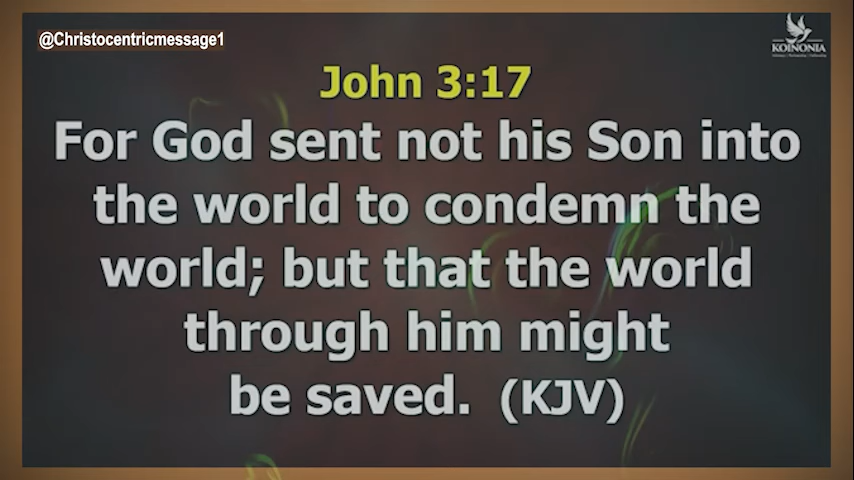 @Christocentricmessage1
KOINONIA
John 3:17
For God sent not his Son into
the world to condemn the
world; but that the world
through him might
be saved. (KJV)